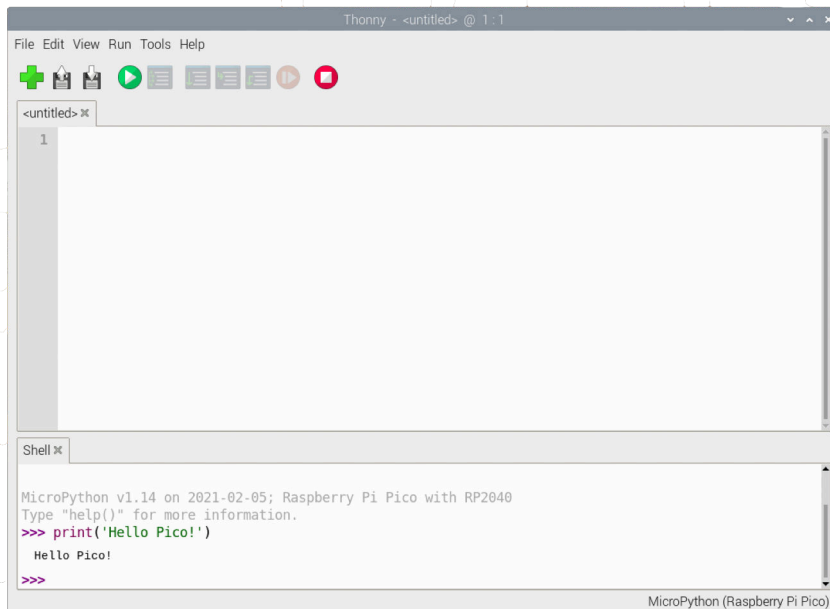 Thonny - <untitled> @ 1:1
File Edit View Run Tools Help
<untitled>
1
Shell
MicroPython v1.14 on 2021-02-05; Raspberry Pi Pico with RP2040
Type "help()" for more information.
>>> print('Hello Pico!')
Hello Pico!
>>>
MicroPython (Raspberry Pi Pico)